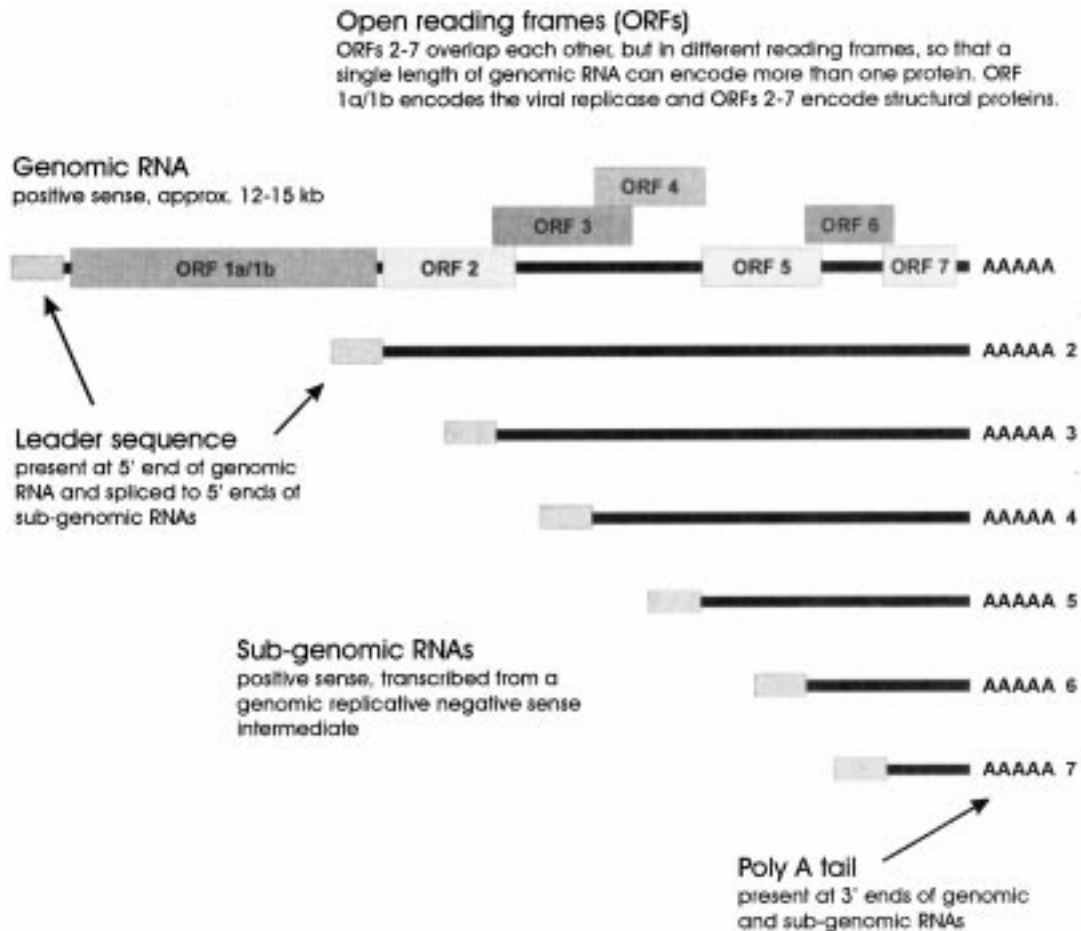 Open reading frames (ORFs)
ORFs 2-7 overlap each other, but in different reading frames, so that a
single length of genomic RNA can encode more than one protein. ORF
1a/1b encodes the viral replicase and ORFs 2-7 encode structural proteins.
Genomic RNA
positive sense, approx. 12-15 kb
ORF 4
ORF 3
ORF 6
ORF 1a/1b
ORF 2
ORF 5
ORF 7
AAAAA
AAAAA 2
AAAAA 3
Leader sequence
present at 5' end of genomic
RNA and spliced to 5' ends of
sub-genomic RNAs
AAAAA 4
AAAAA 5
Sub-genomic RNAs
positive sense, transcribed from a
genomic replicative negative sense
intermediate
AAAAA 6
AAAAA 7
Poly A tail
present at 3' ends of genomic
and sub-genomic RNAs